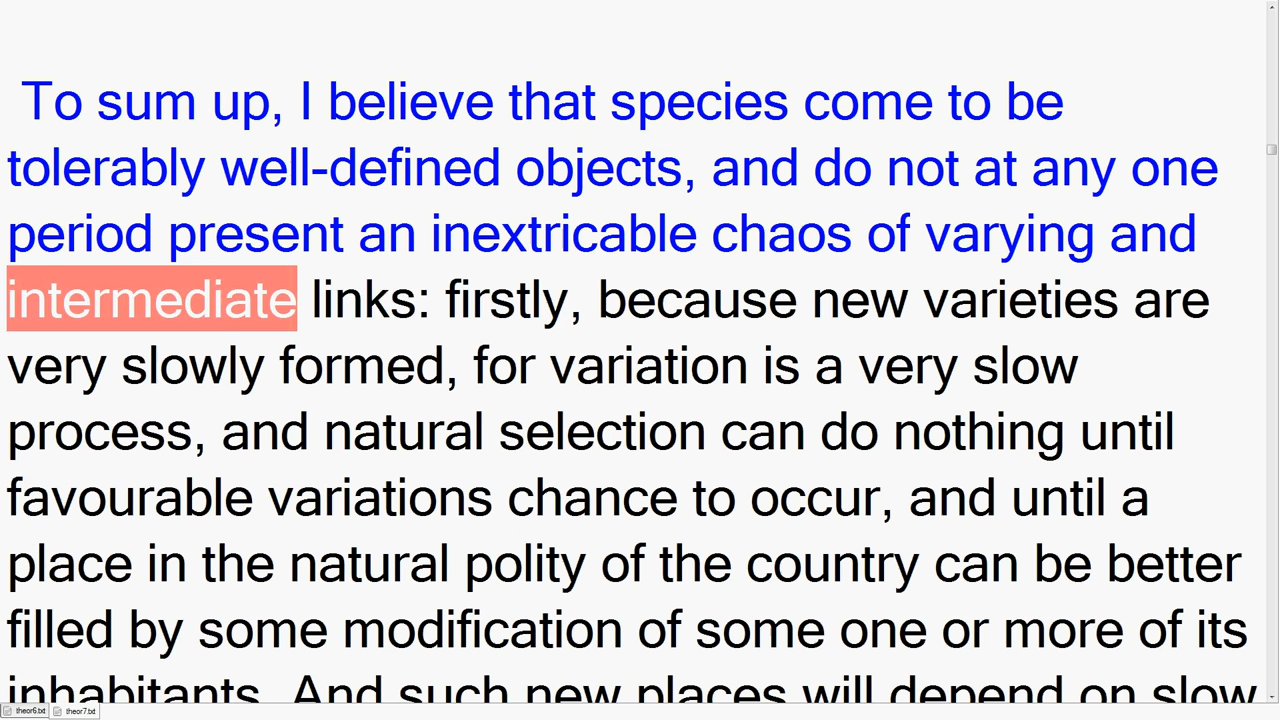 To sum up, I believe that species come to be
tolerably well-defined objects, and do not at any one
period present an inextricable chaos of varying and
intermediate links: firstly, because new varieties are
very slowly formed, for variation is a very slow
process, and natural selection can do nothing until
favourable variations chance to occur, and until a
place in the natural polity of the country can be better
filled by some modification of some one or more of its
inhabitants. And such new places will depend on slow
theor6.txt theor7.txt